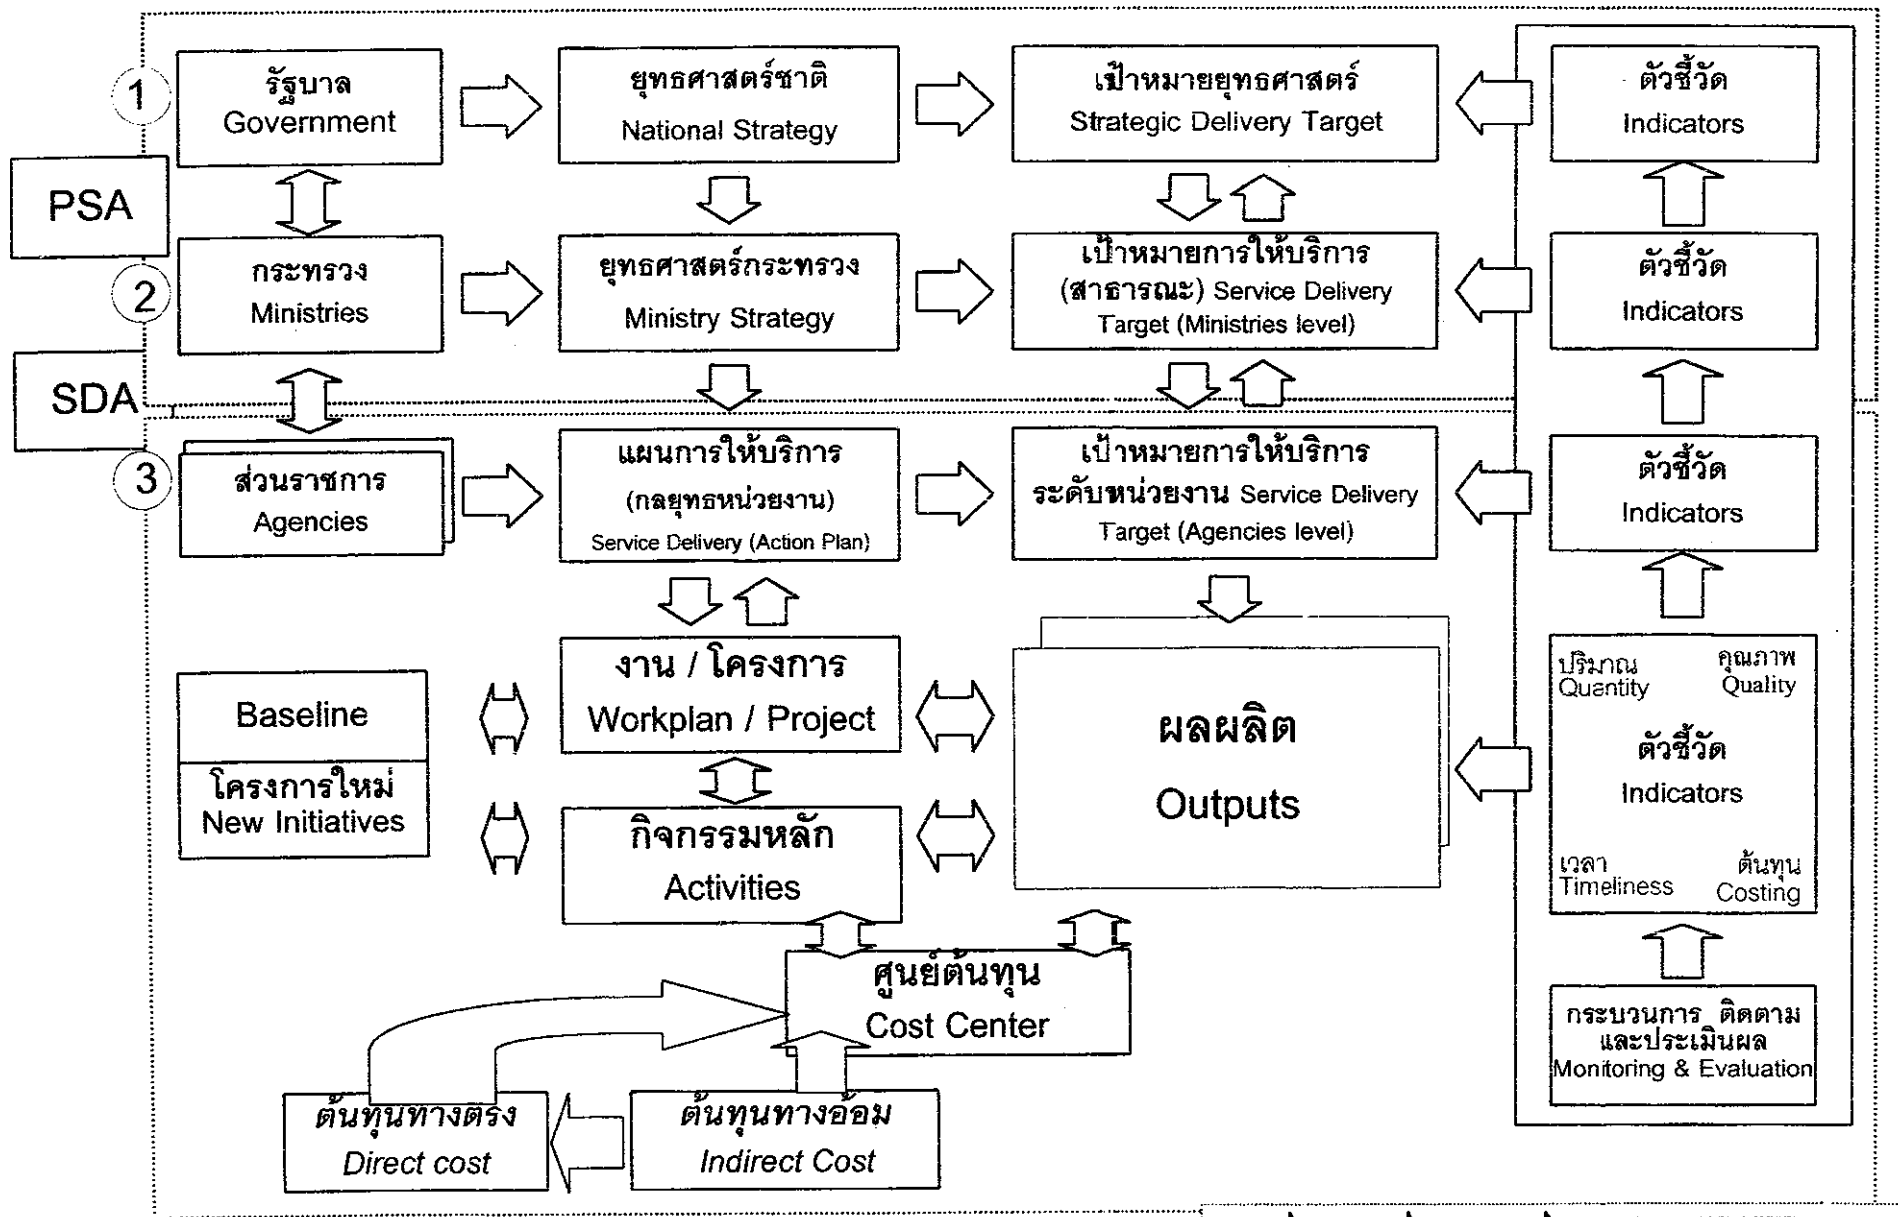 1
รัฐบาล
Government
ยุทธศาสตร์ชาติ
National Strategy
เป้าหมายยุทธศาสตร์
Strategic Delivery Target
ตัวชี้วัด
Indicators
PSA
2
กระทรวง
Ministries
ยุทธศาสตร์กระทรวง
Ministry Strategy
เป้าหมายการให้บริการ
(สาธารณะ) Service Delivery
Target (Ministries level)
ตัวชี้วัด
Indicators
SDA
3
ส่วนราชการ
Agencies
แผนการให้บริการ
(กลยุทธหน่วยงาน)
Service Delivery (Action Plan)
เป้าหมายการให้บริการ
ระดับหน่วยงาน Service Delivery
Target (Agencies level)
ตัวชี้วัด
Indicators
Baseline
โครงการใหม่
New Initiatives
งาน / โครงการ
Workplan / Project
กิจกรรมหลัก
Activities
ผลผลิต
Outputs
ปริมาณ
Quantity
คุณภาพ
Quality
ตัวชี้วัด
Indicators
เวลา
Timeliness
ต้นทุน
Costing
ศูนย์ต้นทุน
Cost Center
กระบวนการ ติดตาม
และประเมินผล
Monitoring & Evaluation
ต้นทุนทางตรง
Direct cost
ต้นทุนทางอ้อม
Indirect Cost